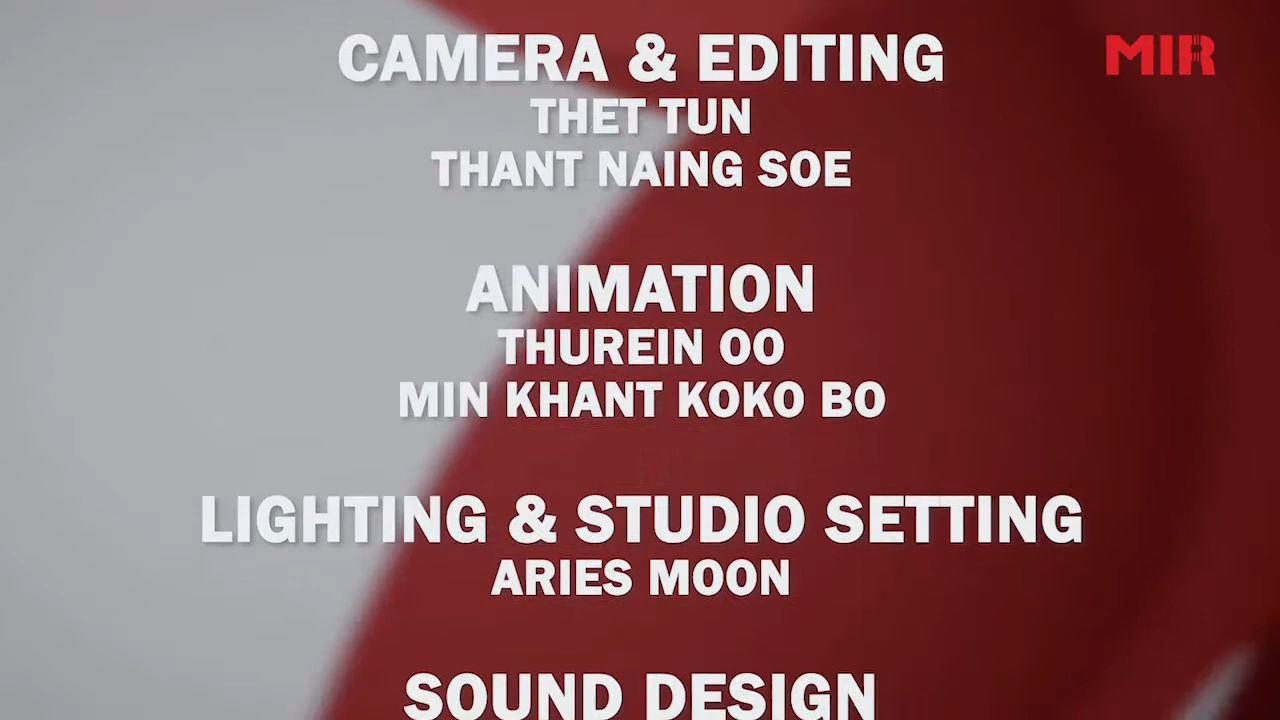 CAMERA & EDITING
MIR
THET TUN
THANT NAING SOE
ANIMATION
THUREIN OO
MIN KHANT KOKO BO
LIGHTING & STUDIO SETTING
ARIES MOON
SOUND DESIGN